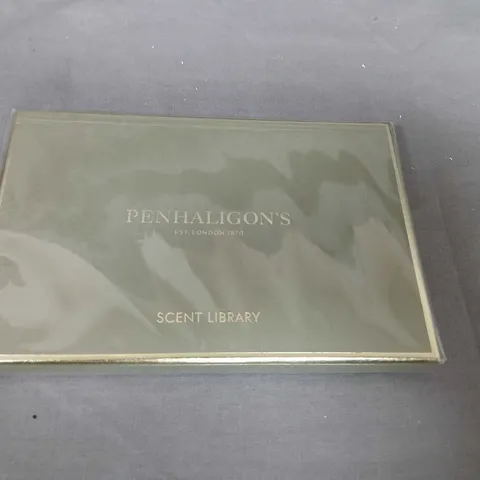 PENHALIGON'S
EST. LONDON 1870
SCENT LIBRARY